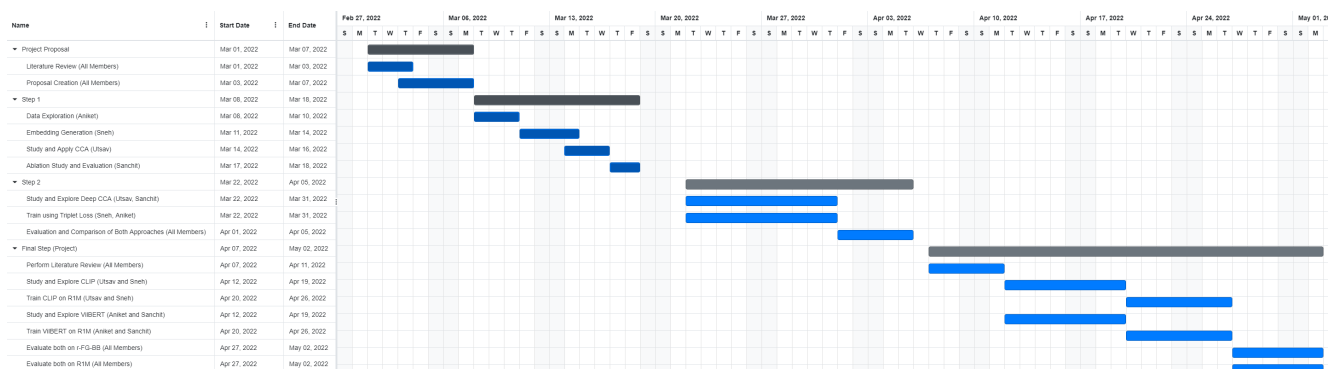 Name Start Date End Date Feb 27, 2022 Mar 06, 2022 Mar 13, 2022 Mar 20, 2022 Mar 27, 2022 Apr 03, 2022 Apr 10, 2022 Apr 17, 2022 Apr 24, 2022 May 01, 2
S M T W T F S S M T W T F S S M T W T F S S M T W T F S S M T W T F S S M T W T F S S M T W T F S S M T W T F S S M T W T F S S M
Project Proposal Mar 01, 2022 Mar 07, 2022
Literature Review (All Members) Mar 01, 2022 Mar 03, 2022
Proposal Creation (All Members) Mar 03, 2022 Mar 07, 2022
Step 1 Mar 08, 2022 Mar 18, 2022
Data Exploration (Aniket) Mar 08, 2022 Mar 10, 2022
Embedding Generation (Sneh) Mar 11, 2022 Mar 14, 2022
Study and Apply CCA (Utsav) Mar 14, 2022 Mar 16, 2022
Ablation Study and Evaluation (Sanchit) Mar 17, 2022 Mar 18, 2022
Step 2 Mar 22, 2022 Apr 05, 2022
Study and Explore Deep CCA (Utsav, Sanchit) Mar 22, 2022 Mar 31, 2022
Train using Triplet Loss (Sneh, Aniket) Mar 22, 2022 Mar 31, 2022
Evaluation and Comparison of Both Approaches (All Members) Apr 01, 2022 Apr 05, 2022
Final Step (Project) Apr 07, 2022 May 02, 2022
Perform Literature Review (All Members) Apr 07, 2022 Apr 11, 2022
Study and Explore CLIP (Utsav and Sneh) Apr 12, 2022 Apr 19, 2022
Train CLIP on R1M (Utsav and Sneh) Apr 20, 2022 Apr 26, 2022
Study and Explore VilBERT (Aniket and Sanchit) Apr 12, 2022 Apr 19, 2022
Train VilBERT on R1M (Aniket and Sanchit) Apr 20, 2022 Apr 26, 2022
Evaluate both on r-FG-BB (All Members) Apr 27, 2022 May 02, 2022
Evaluate both on R1M (All Members) Apr 27, 2022 May 02, 2022